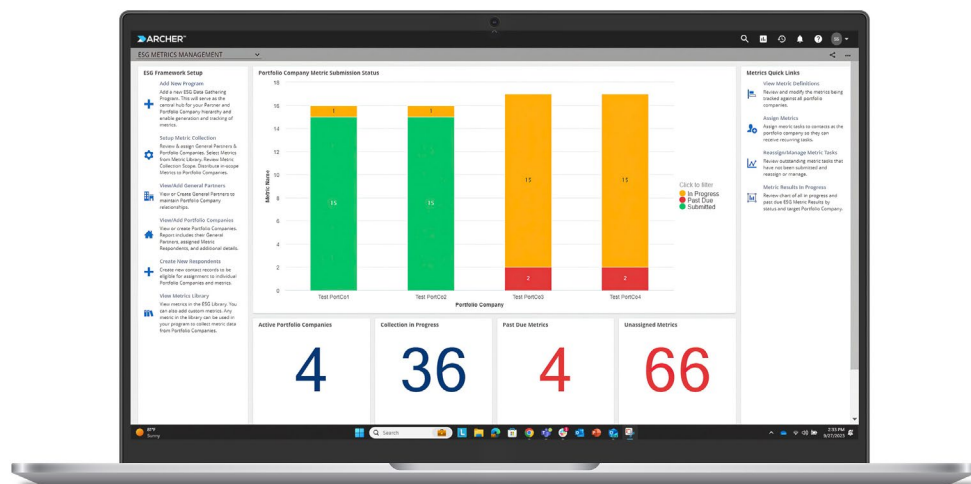 ARCHER™
ESG METRICS MANAGEMENT
ESG Framework Setup
Add New Program
Add a new ESG Data Gathering
Program. This will serve as the
central hub for your Partner and
Portfolio Company hierarchy and
enable generation and tracking of
metrics.
Setup Metric Collection
Review & assign General Partners &
Portfolio Companies. Select Metrics
from Metric Library. Review Metric
Collection Scope. Distribute in-scope
Metrics to Portfolio Companies.
View/Add General Partners
View or Create General Partners to
maintain Portfolio Company
relationships.
View/Add Portfolio Companies
View or create Portfolio Companies.
Report includes their General
Partners, assigned Metric
Respondents, and additional details.
Create New Respondents
Create new contact records to be
eligible for assignment to individual
Portfolio Companies and metrics.
View Metrics Library
View metrics in the ESG Library. You
can also add custom metrics. Any
metric in the library can be used in
your program to collect metric data
from Portfolio Companies.
Portfolio Company Metric Submission Status
18
16
14
12
10
8
6
4
2
0
Metric Name
1
15
1
15
15
2
15
2
Test PortCo1
Test PortCo2
Test PortCo3
Test PortCo4
Portfolio Company
Click to filter
In Progress
Past Due
Submitted
Active Portfolio Companies
4
Collection in Progress
36
Past Due Metrics
4
Unassigned Metrics
66
Metrics Quick Links
View Metric Definitions
Review and modify the metrics being
tracked against all portfolio
companies.
Assign Metrics
Assign metric tasks to contacts at the
portfolio company so they can
receive recurring tasks.
Reassign/Manage Metric Tasks
Review outstanding metric tasks that
have not been submitted and
reassign or manage.
Metric Results In Progress
Review chart of all in progress and
past due ESG Metric Results by
status and target Portfolio Company.
Sunny
Search
2:33 PM